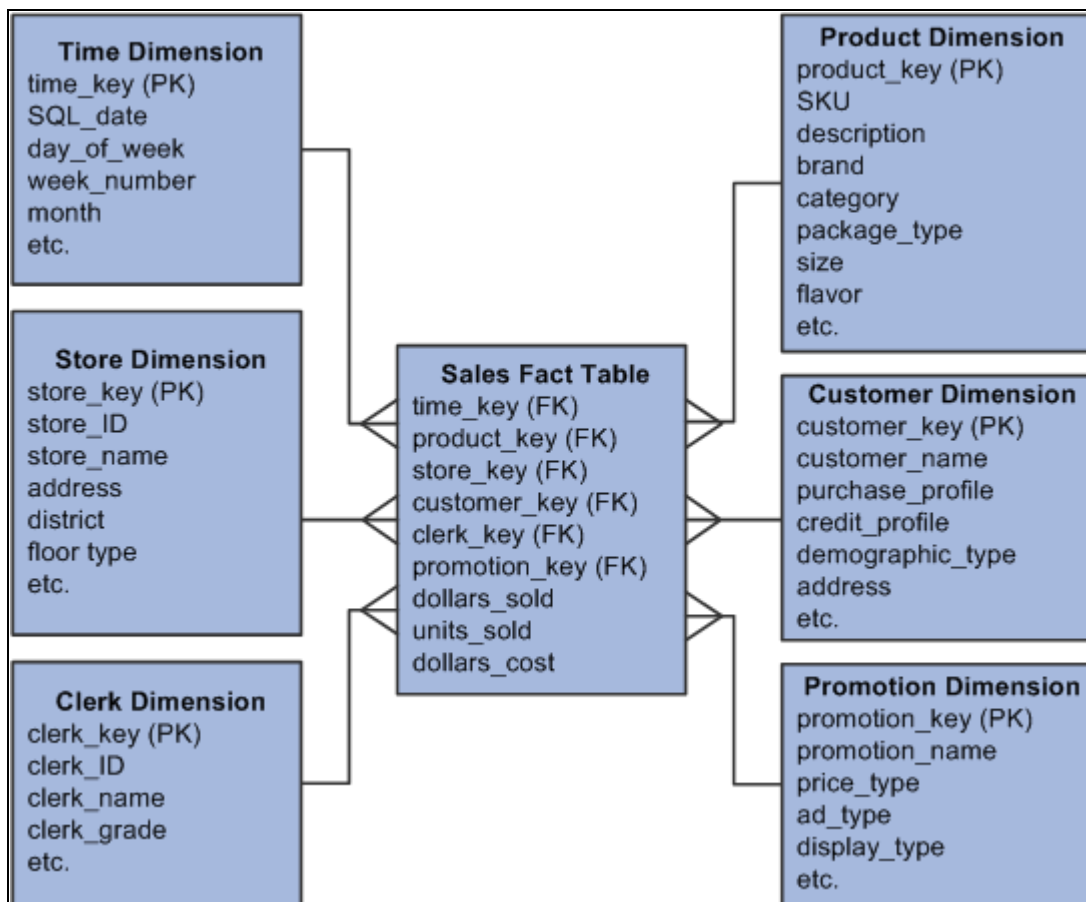 Time Dimension
time_key (PK)
SQL_date
day_of_week
week_number
month
etc.
Store Dimension
store_key (PK)
store_ID
store_name
address
district
floor type
etc.
Clerk Dimension
clerk_key (PK)
clerk_ID
clerk_name
clerk_grade
etc.
Sales Fact Table
time_key (FK)
product_key (FK)
store_key (FK)
customer_key (FK)
clerk_key (FK)
promotion_key (FK)
dollars_sold
units_sold
dollars_cost
Product Dimension
product_key (PK)
SKU
description
brand
category
package_type
size
flavor
etc.
Customer Dimension
customer_key (PK)
customer_name
purchase_profile
credit_profile
demographic_type
address
etc.
Promotion Dimension
promotion_key (PK)
promotion_name
price_type
ad_type
display_type
etc.